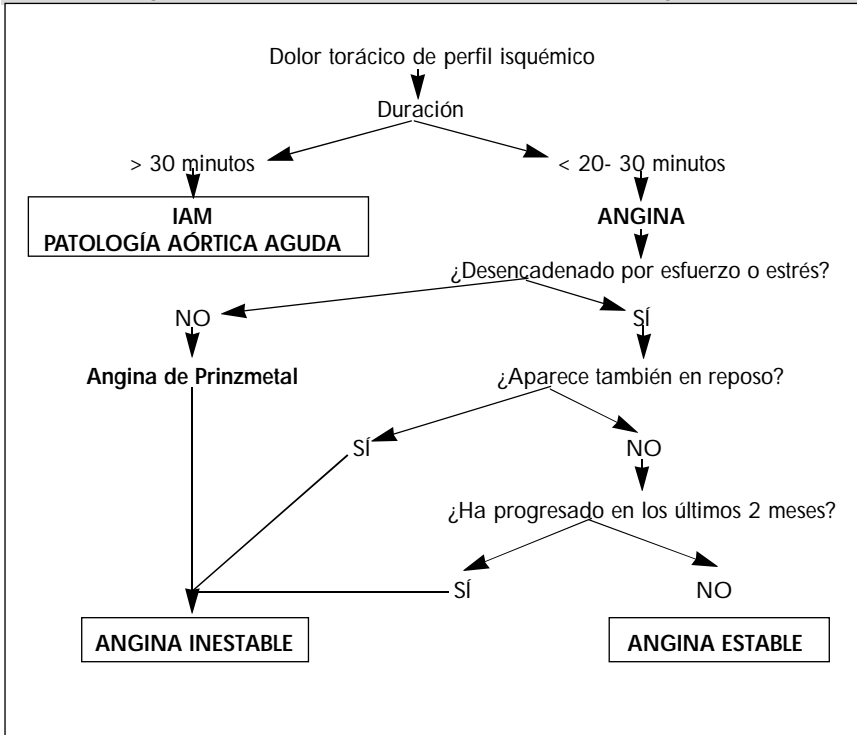 Dolor torácico de perfil isquémico
Duración
> 30 minutos
< 20- 30 minutos
IAM
PATOLOGÍA AÓRTICA AGUDA
ANGINA
¿Desencadenado por esfuerzo o estrés?
NO
SÍ
Angina de Prinzmetal
¿Aparece también en reposo?
SÍ
NO
¿Ha progresado en los últimos 2 meses?
SÍ
NO
ANGINA INESTABLE
ANGINA ESTABLE